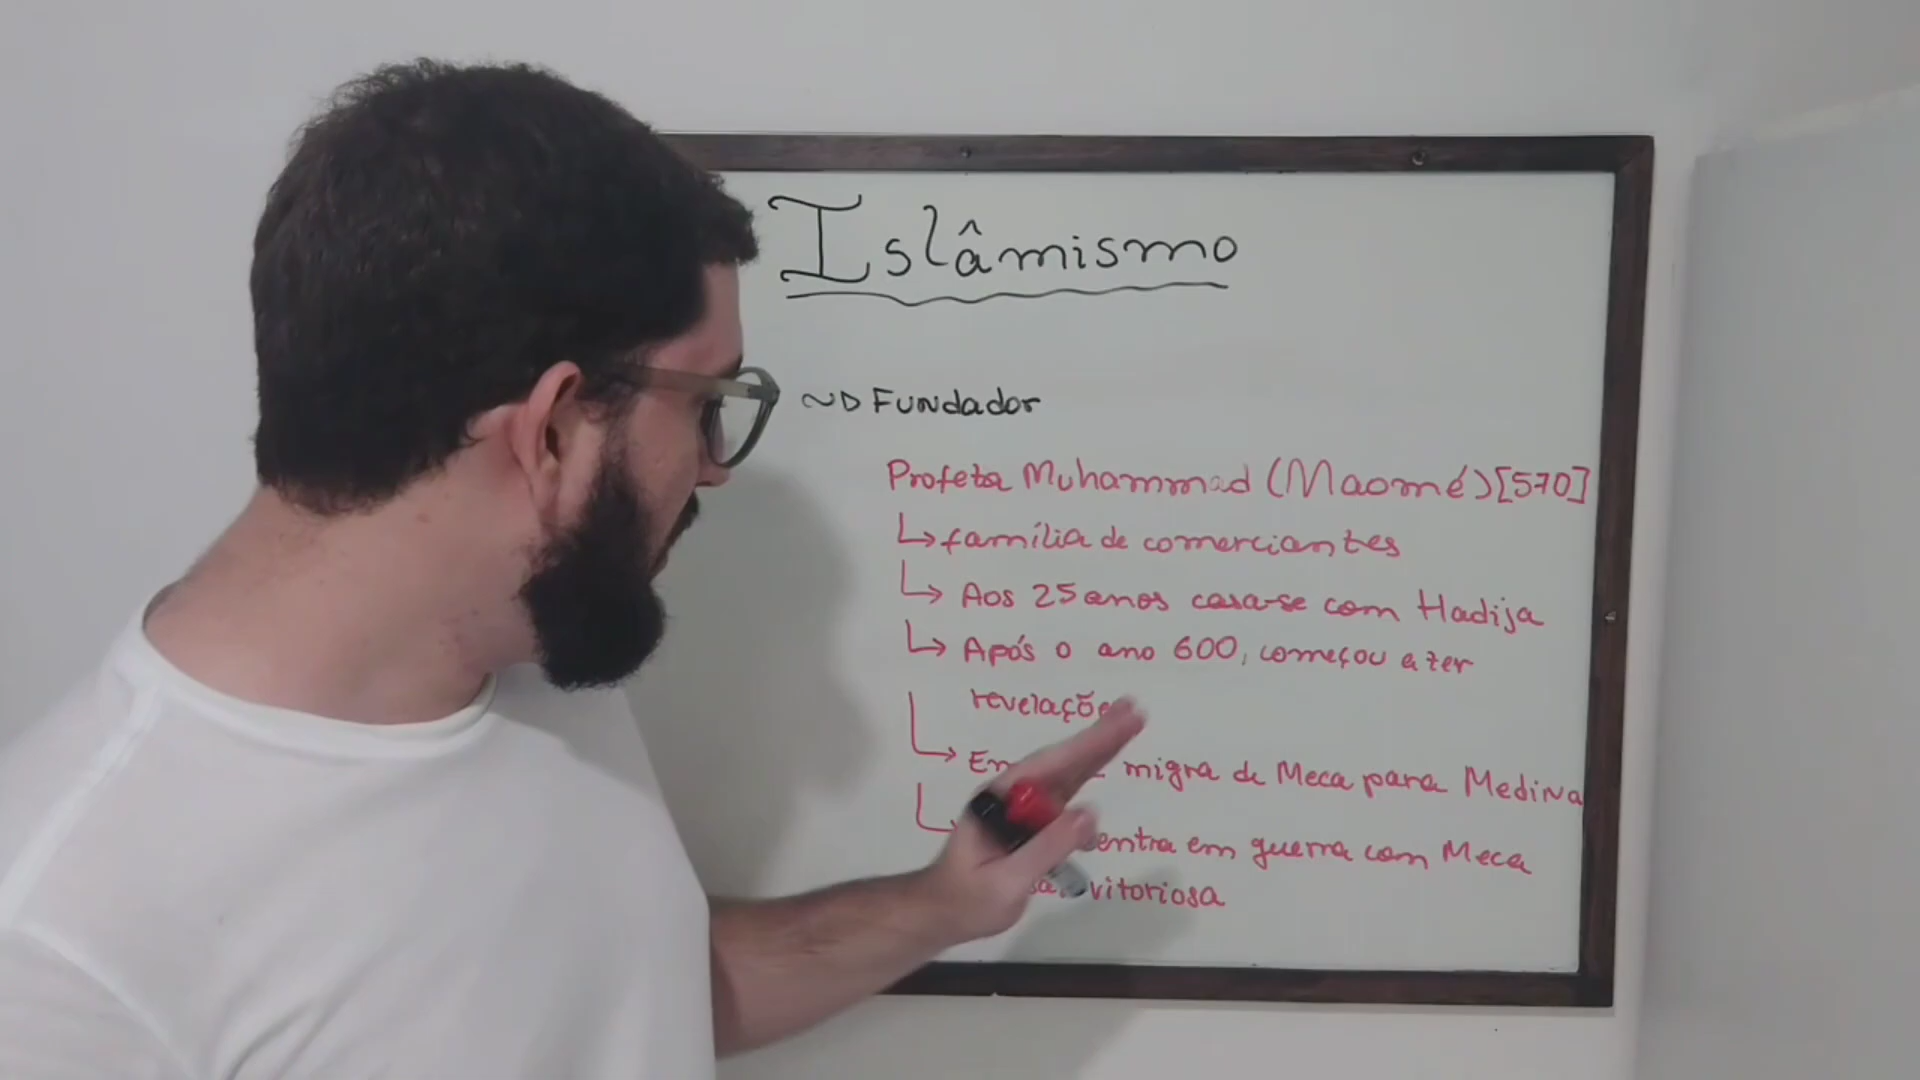 Islâmismo
Fundador
Profeta Muhammad (Maomé) [570]
família de comerciantes
Aos 25 anos casa-se com Hadija
Após o ano 600, começou a ter
revelações
migra de Meca para Medina
entra em guerra com Meca
vitoriosa